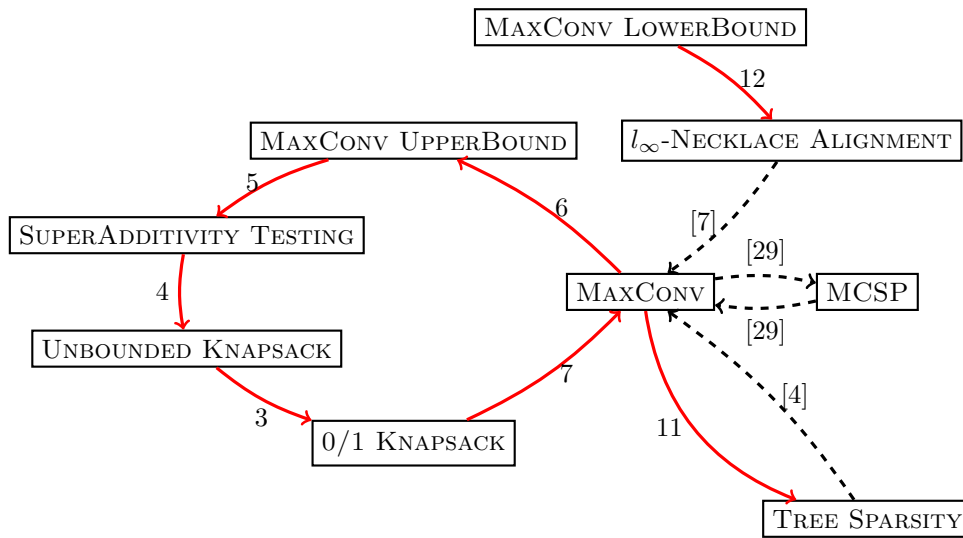 MaxConv LowerBound
12
MaxConv UpperBound
l∞-Necklace Alignment
5
6
[7]
SuperAdditivity Testing
[29]
4
MaxConv
MCSP
[29]
Unbounded Knapsack
7
[4]
3
11
0/1 Knapsack
Tree Sparsity